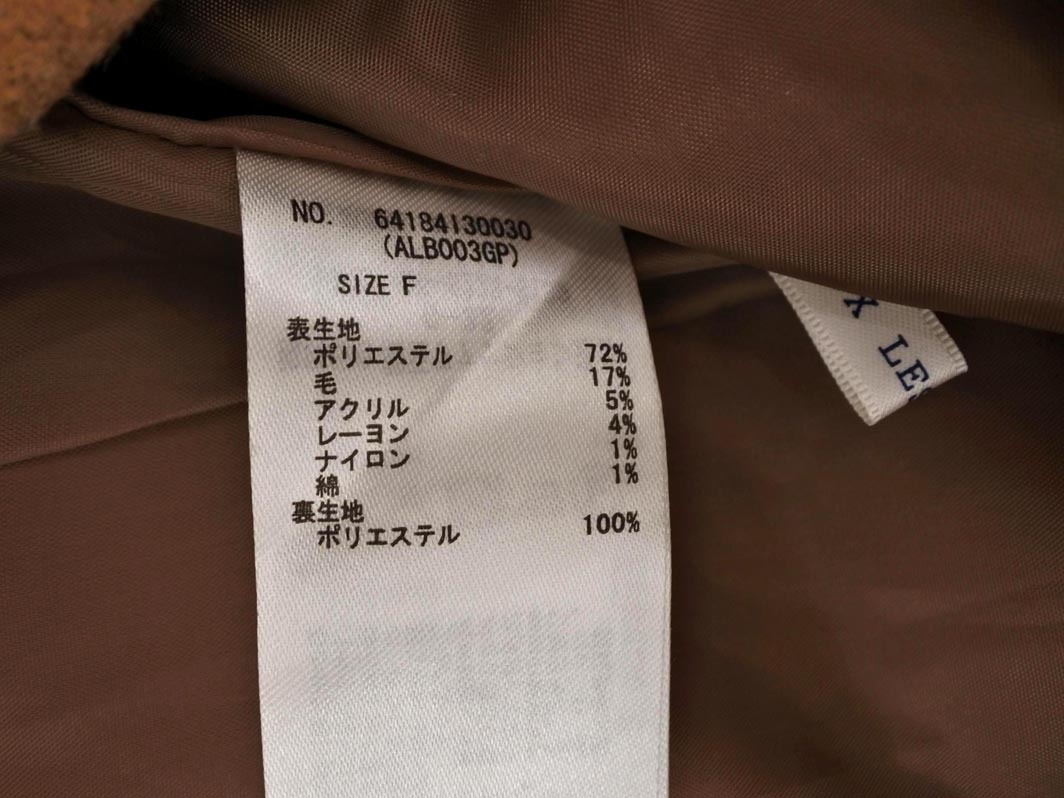 NO. 64184130030
(ALB003GP)
SIZE F
表生地
ポリエステル 72%
毛 17%
アクリル 5%
レーヨン 4%
ナイロン 1%
綿 1%
裏生地
ポリエステル 100%
X LE